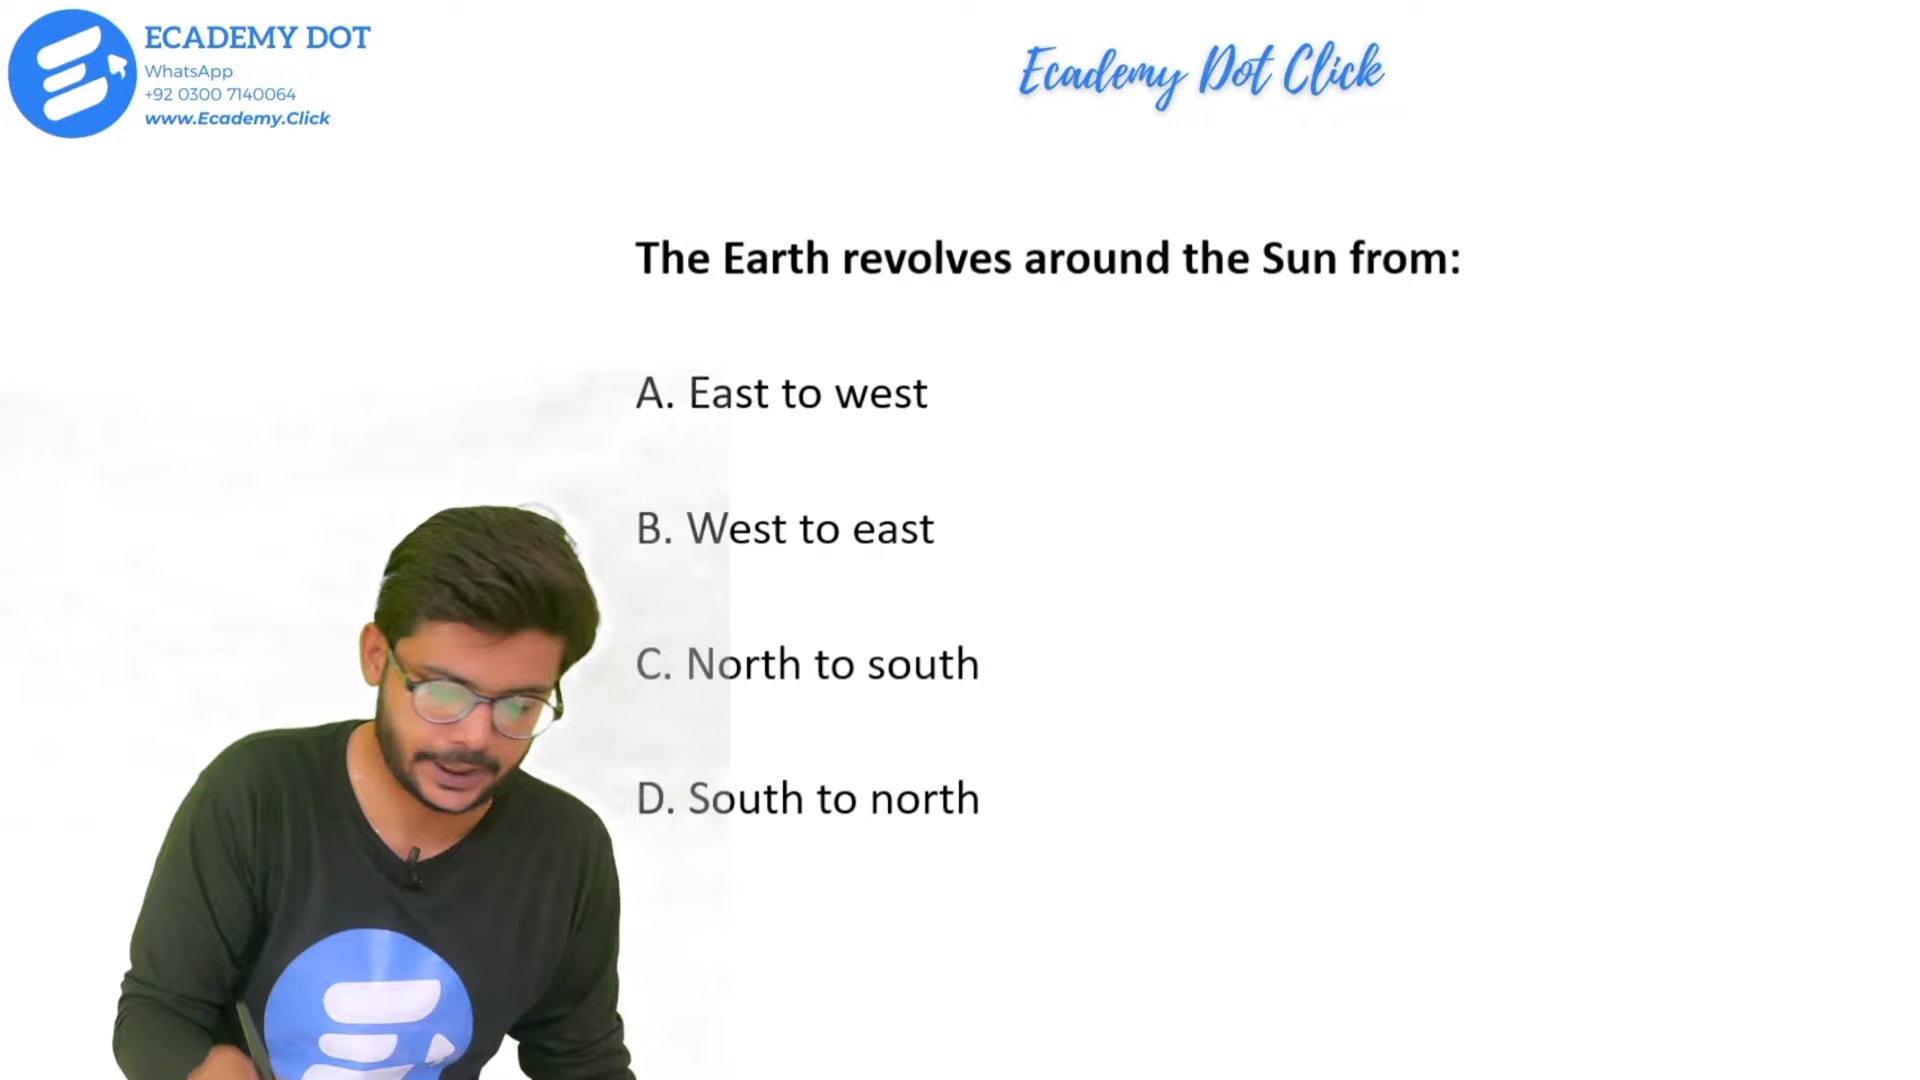 ECADEMY DOT
WhatsApp
+92 0300 7140064
www.Ecademy.Click
Ecademy Dot Click
The Earth revolves around the Sun from:
A. East to west
B. West to east
C. North to south
D. South to north